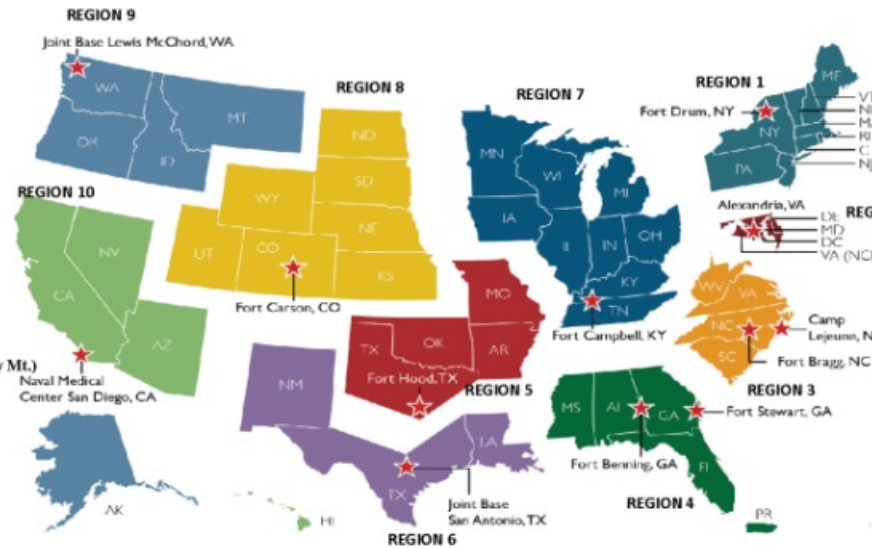 REGION 9
Joint Base Lewis McChord, WA
WA
MT
OR
ID
REGION 8
ND
SD
WY
NE
UT
CO
KS
Fort Carson, CO
REGION 7
MN
WI
MI
IA
IN
OH
KY
TN
Fort Campbell, KY
REGION 1
Fort Drum, NY
NY
PA
RI
Alexandria, VA
DE
MD
DC
VA (NC
REGION 10
NV
CA
AZ
Mt.)
Naval Medical
Center San Diego, CA
MO
OK
TX
AR
Fort Hood, TX
REGION 5
WV
VA
NC
SC
Camp
Lejeune, N
Fort Bragg, NC
REGION 3
NM
LA
TX
Joint Base
San Antonio, TX
REGION 6
MS
Fort Stewart, GA
Fort Benning, GA
REGION 4
PR
AK
HI